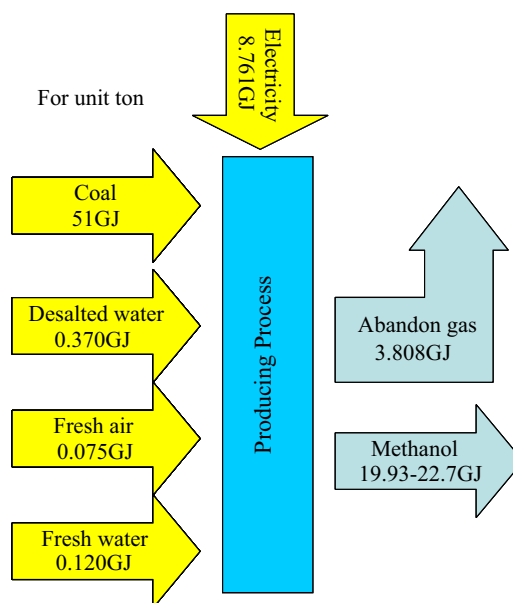 Electricity
8.761GJ
For unit ton
Coal
51GJ
Desalted water
0.370GJ
Fresh air
0.075GJ
Fresh water
0.120GJ
Producing Process
Abandon gas
3.808GJ
Methanol
19.93-22.7GJ